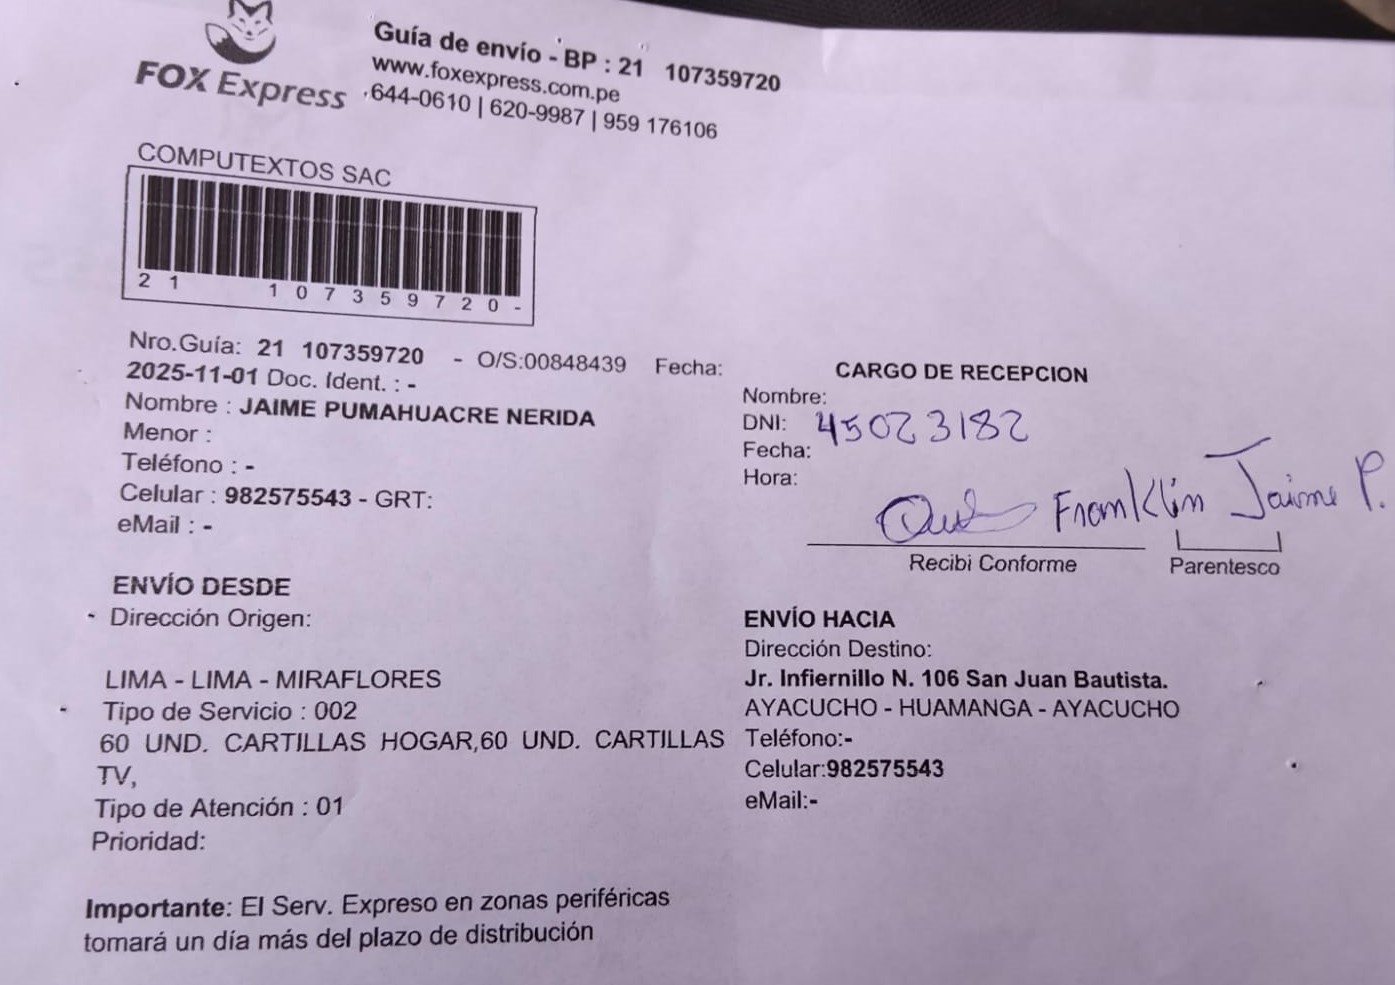 FOX Express
Guía de envío - BP : 21 107359720
www.foxexpress.com.pe
644-0610 | 620-9987 | 959 176106
COMPUTEXTOS SAC
21 107359720-
Nro.Guía: 21 107359720 - O/S:00848439 Fecha:
2025-11-01 Doc. Ident. : -
Nombre : JAIME PUMAHUACRE NERIDA
Menor :
Teléfono : -
Celular : 982575543 - GRT:
eMail : -
ENVÍO DESDE
Dirección Origen:
LIMA - LIMA - MIRAFLORES
Tipo de Servicio : 002
60 UND. CARTILLAS HOGAR,60 UND. CARTILLAS
TV,
Tipo de Atención : 01
Prioridad:
Importante: El Serv. Expreso en zonas periféricas
tomará un día más del plazo de distribución
CARGO DE RECEPCION
Nombre:
DNI: 45023182
Fecha:
Hora:
Franklin Jaime P.
Recibi Conforme Parentesco
ENVÍO HACIA
Dirección Destino:
Jr. Infiernillo N. 106 San Juan Bautista.
AYACUCHO - HUAMANGA - AYACUCHO
Teléfono:-
Celular:982575543
eMail:-